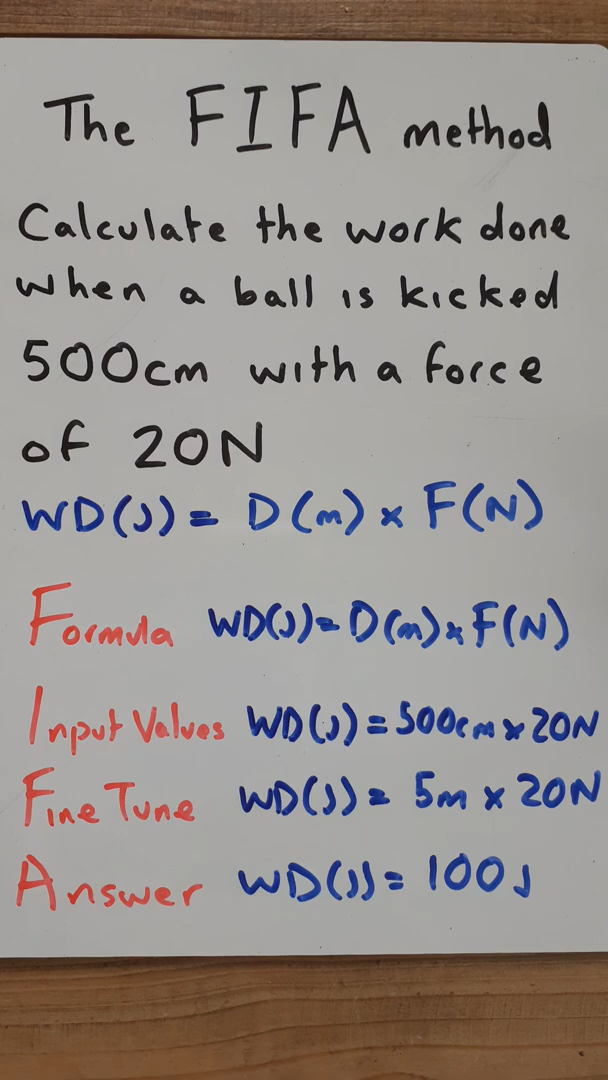 The FIFA method
Calculate the work done
when a ball is kicked
500cm with a force
of 20N
WD(J) = D(m) x F(N)
Formula WD(J) = D(m) x F(N)
Input Values WD(J) = 500cm x 20N
Fine Tune WD(J) = 5m x 20N
Answer WD(J) = 100J